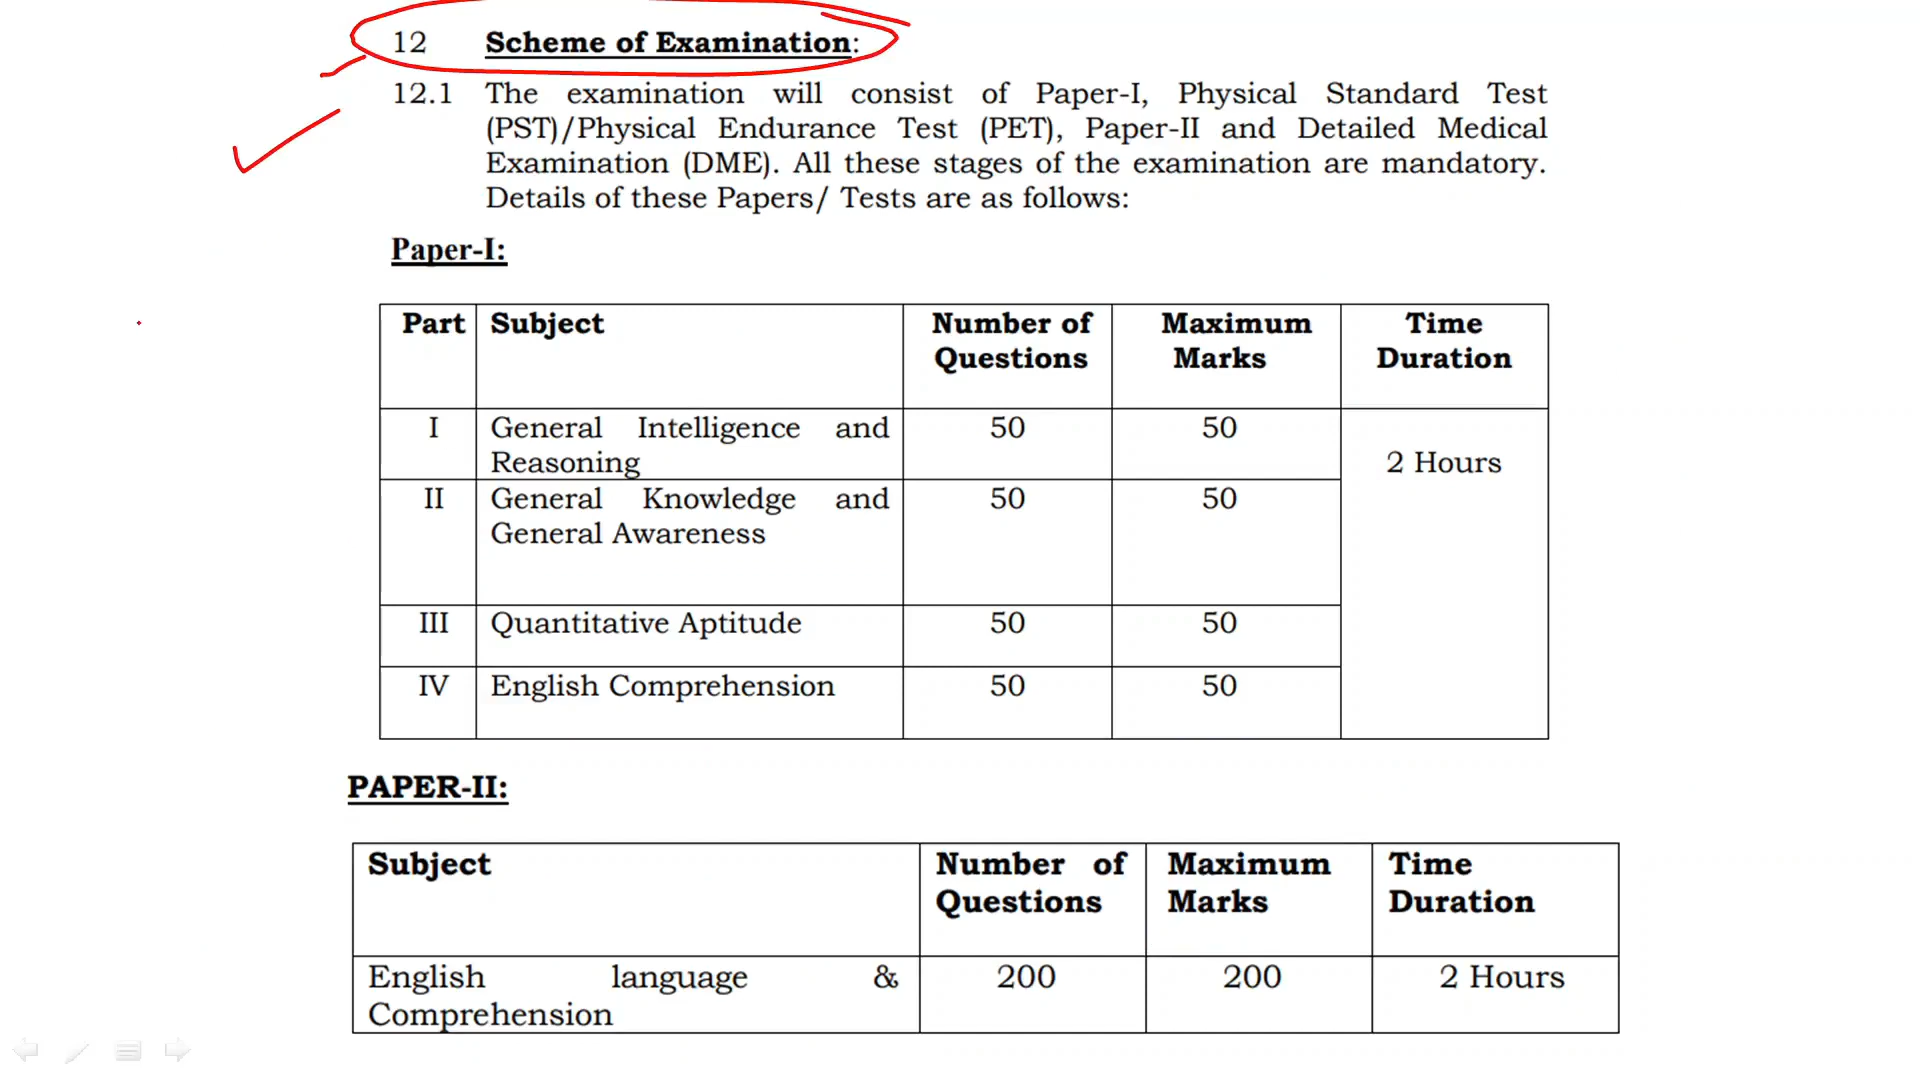 12 Scheme of Examination:
12.1 The examination will consist of Paper-I, Physical Standard Test
(PST)/Physical Endurance Test (PET), Paper-II and Detailed Medical
Examination (DME). All these stages of the examination are mandatory.
Details of these Papers/ Tests are as follows:
Paper-I:
Part Subject Number of Maximum Time
Questions Marks Duration
I General Intelligence and 50 50
Reasoning 2 Hours
II General Knowledge and 50 50
General Awareness
III Quantitative Aptitude 50 50
IV English Comprehension 50 50
PAPER-II:
Subject Number of Maximum Time
Questions Marks Duration
English language & 200 200 2 Hours
Comprehension